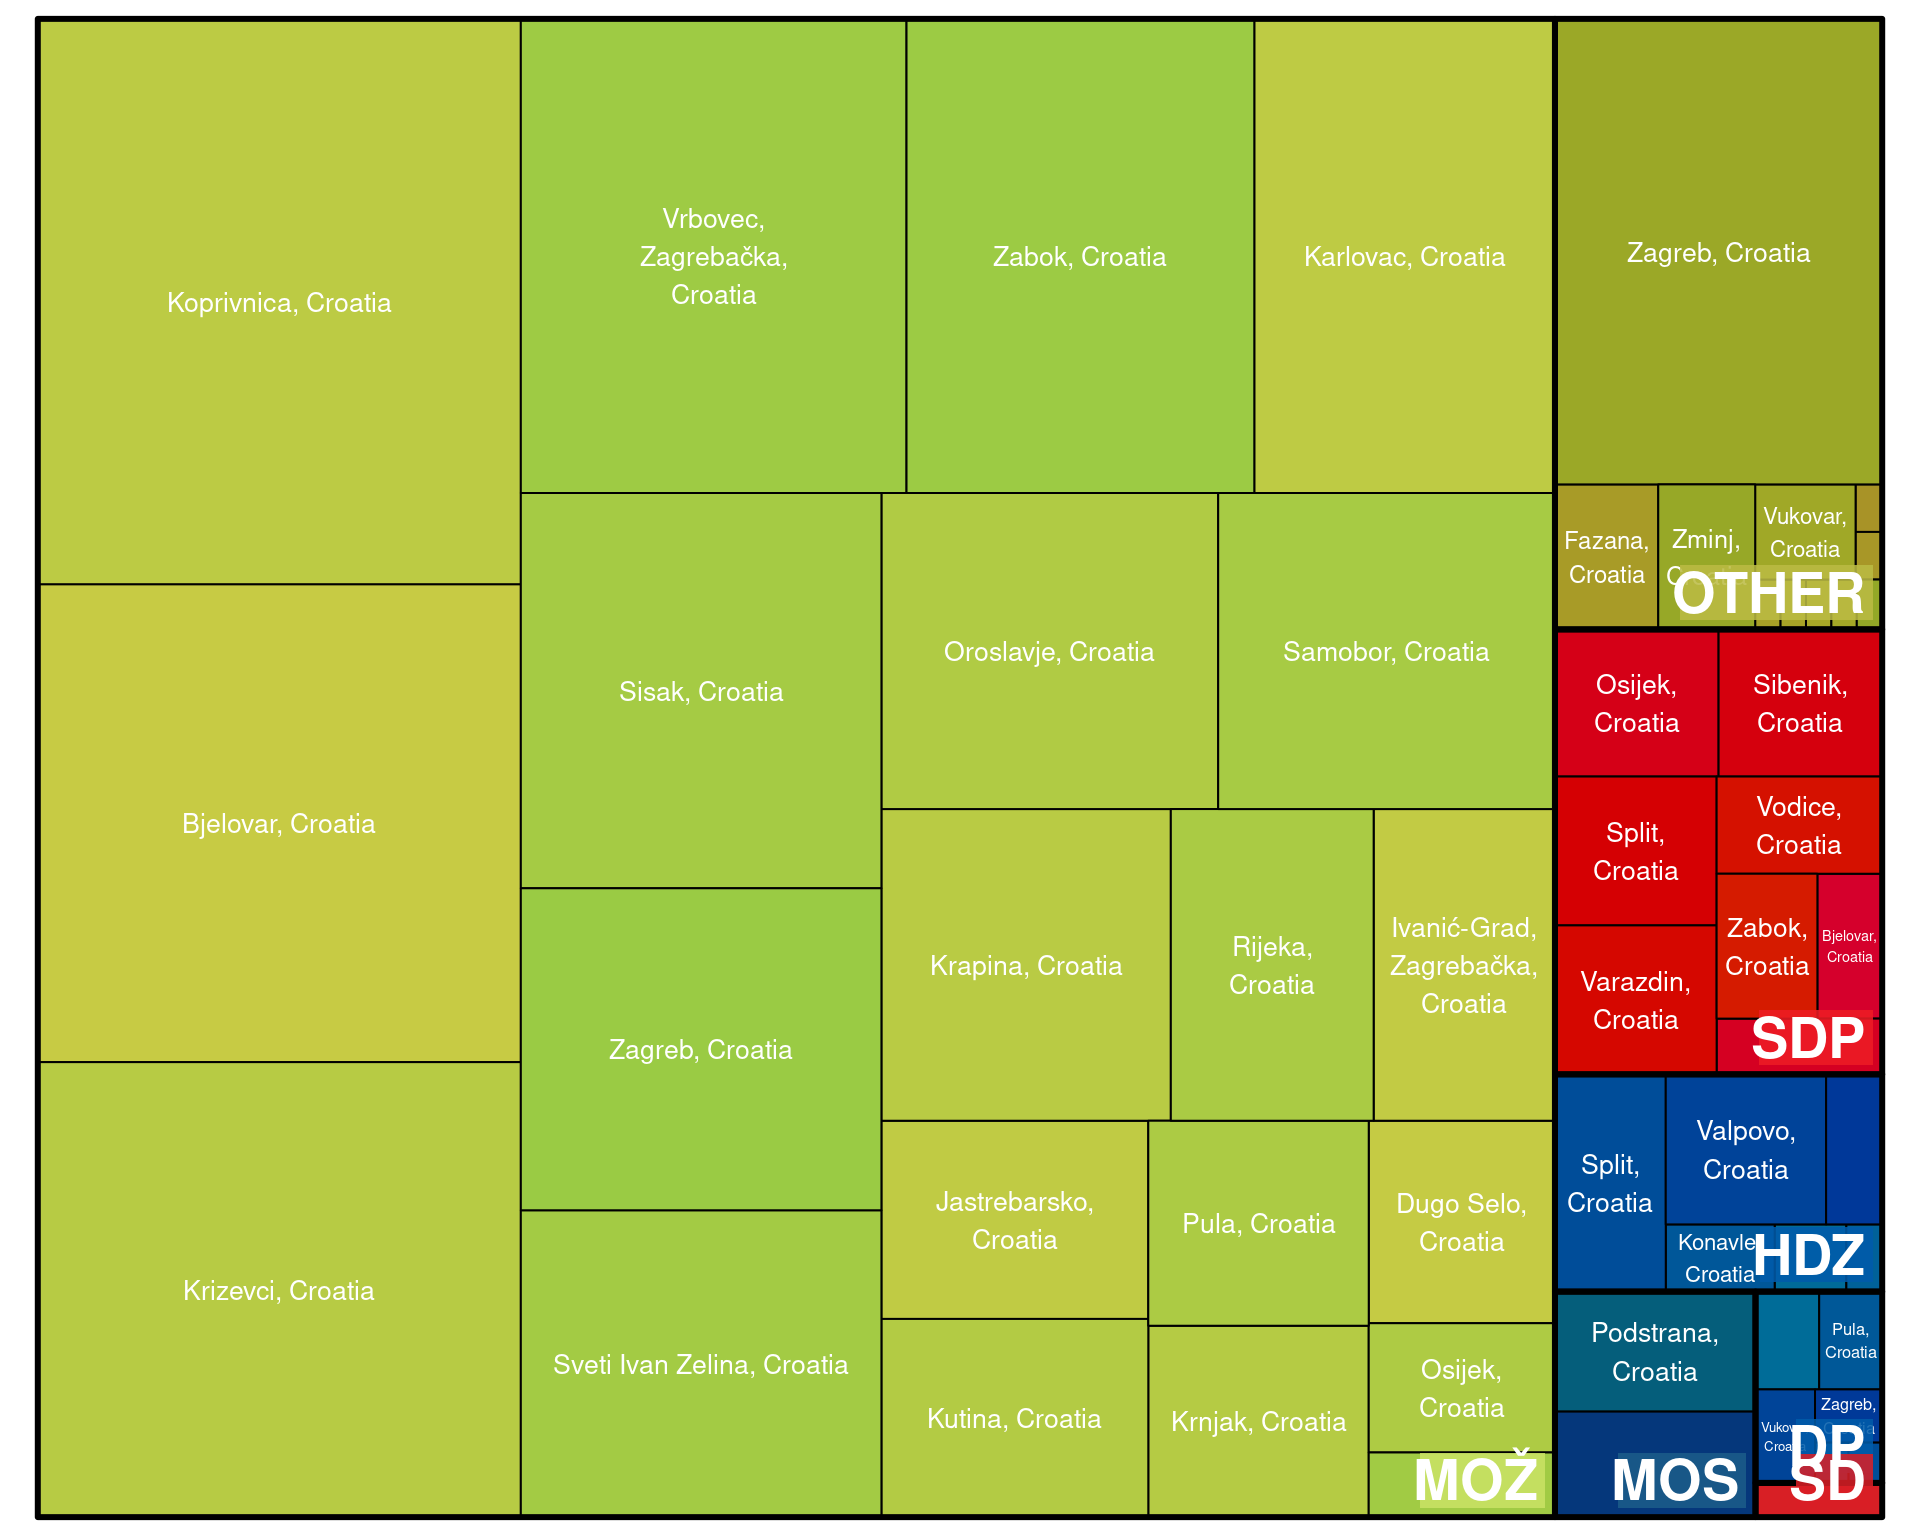 Koprivnica, Croatia
Bjelovar, Croatia
Krizevci, Croatia
Vrbovec,
Zagrebačka,
Croatia
Zabok, Croatia
Karlovac, Croatia
Sisak, Croatia
Zagreb, Croatia
Sveti Ivan Zelina, Croatia
Oroslavje, Croatia
Samobor, Croatia
Krapina, Croatia
Rijeka,
Croatia
Ivanić-Grad,
Zagrebačka,
Croatia
Jastrebarsko,
Croatia
Kutina, Croatia
Pula, Croatia
Krnjak, Croatia
Dugo Selo,
Croatia
Osijek,
Croatia
MOŽ
Zagreb, Croatia
Fazana,
Croatia
Zminj,
Vukovar,
Croatia
OTHER
Osijek,
Croatia
Sibenik,
Croatia
Split,
Croatia
Vodice,
Croatia
Varazdin,
Croatia
Zabok,
Croatia
Bjelovar,
Croatia
SDP
Split,
Croatia
Valpovo,
Croatia
Konavle
Croatia
HDZ
Podstrana,
Croatia
MOS
Pula,
Croatia
Zagreb,
DP
SD